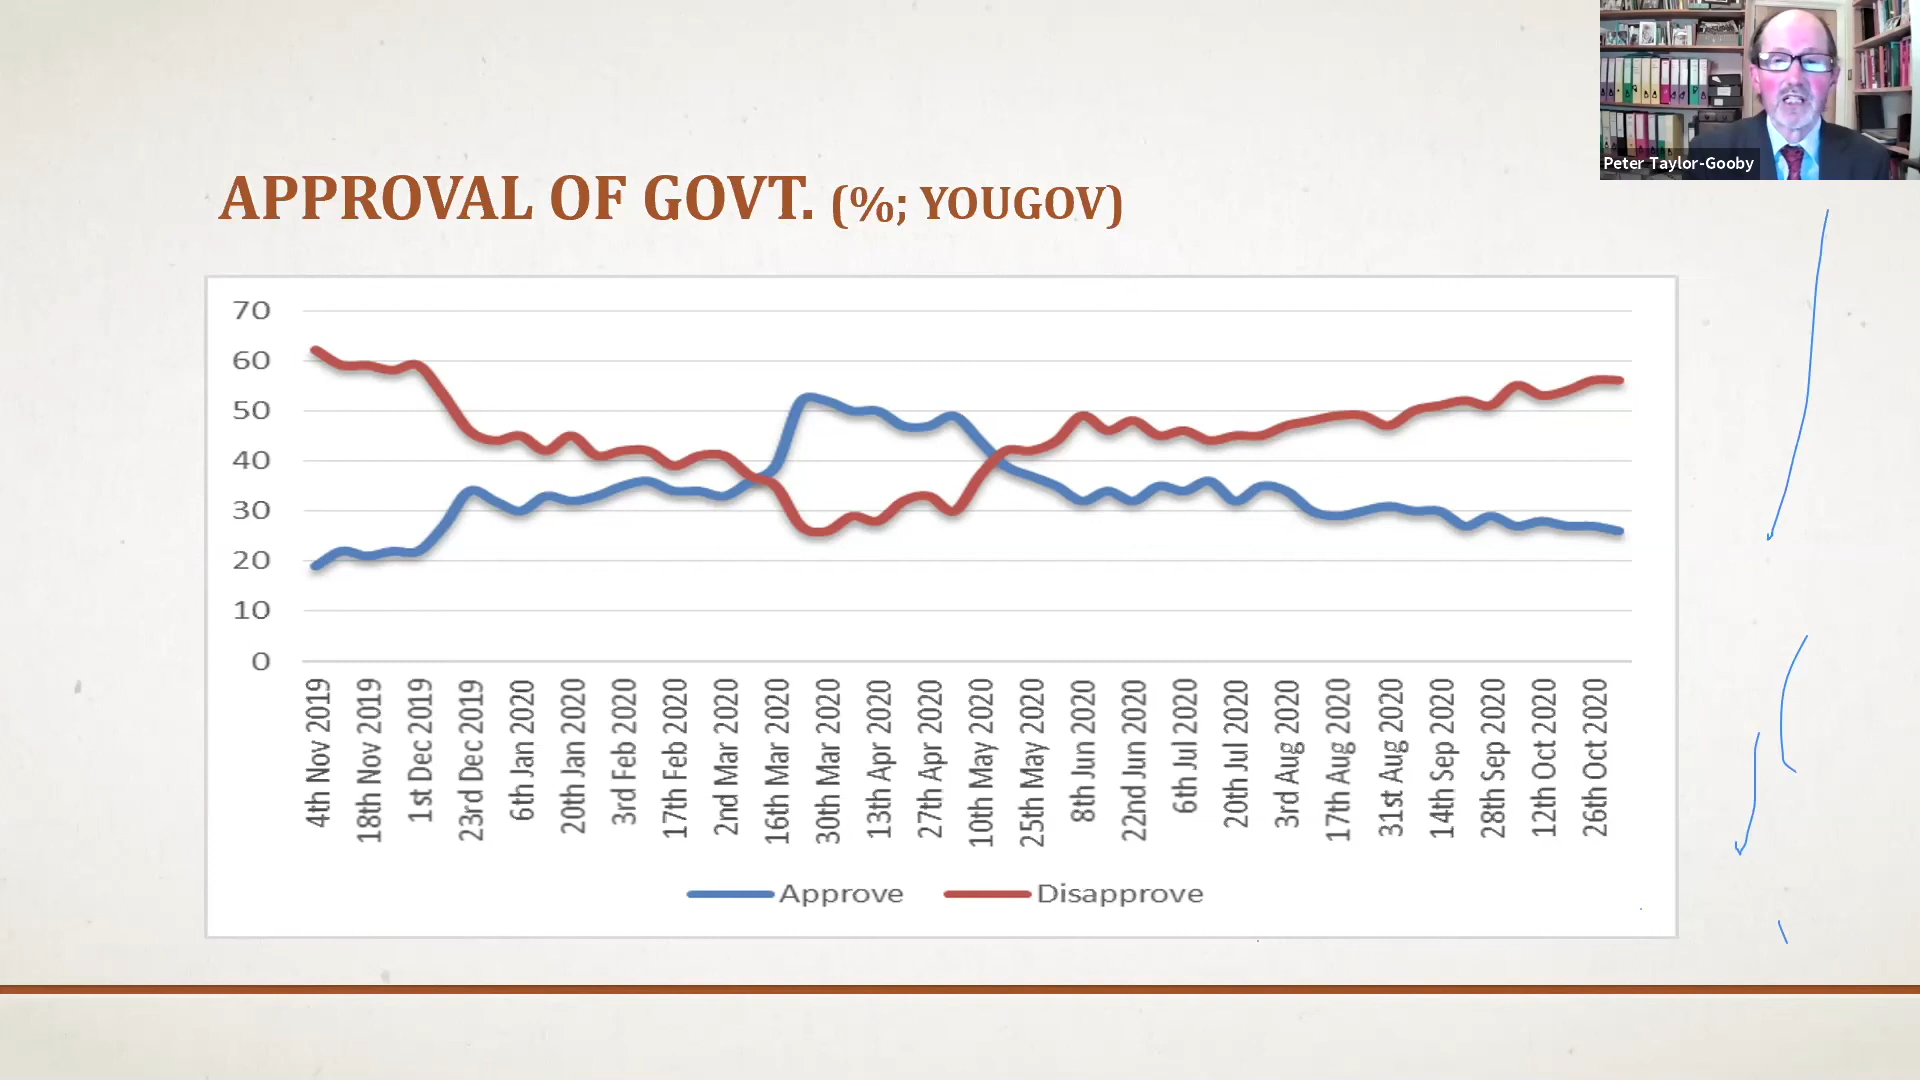 Peter Taylor-Gooby
APPROVAL OF GOVT. (%; YOUGOV)
70
60
50
40
30
20
10
0
4th Nov 2019
18th Nov 2019
1st Dec 2019
23rd Dec 2019
6th Jan 2020
20th Jan 2020
3rd Feb 2020
17th Feb 2020
2nd Mar 2020
16th Mar 2020
30th Mar 2020
13th Apr 2020
27th Apr 2020
10th May 2020
25th May 2020
8th Jun 2020
22nd Jun 2020
6th Jul 2020
20th Jul 2020
3rd Aug 2020
17th Aug 2020
31st Aug 2020
14th Sep 2020
28th Sep 2020
12th Oct 2020
26th Oct 2020
Approve Disapprove